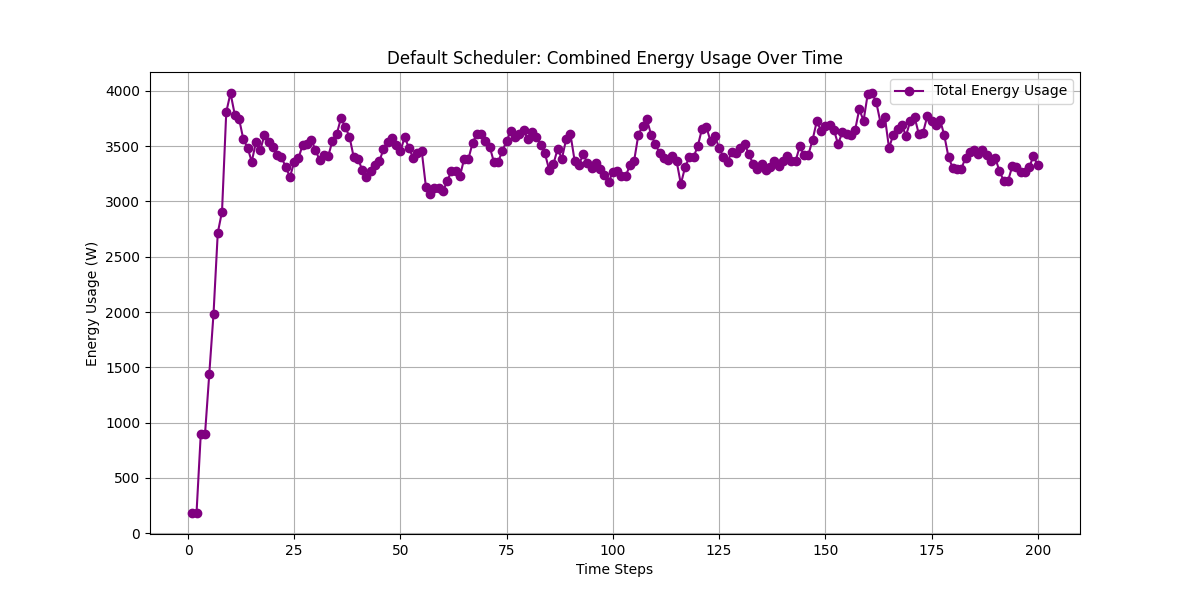 Default Scheduler: Combined Energy Usage Over Time
Total Energy Usage
4000
3500
3000
2500
2000
1500
1000
500
0
Energy Usage (W)
0 25 50 75 100 125 150 175 200
Time Steps